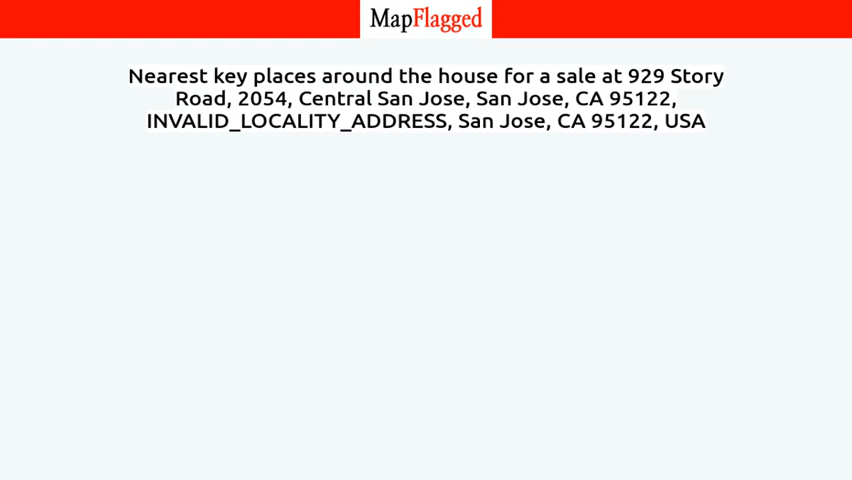 MapFlagged
Nearest key places around the house for a sale at 929 Story
Road, 2054, Central San Jose, San Jose, CA 95122,
INVALID_LOCALITY_ADDRESS, San Jose, CA 95122, USA